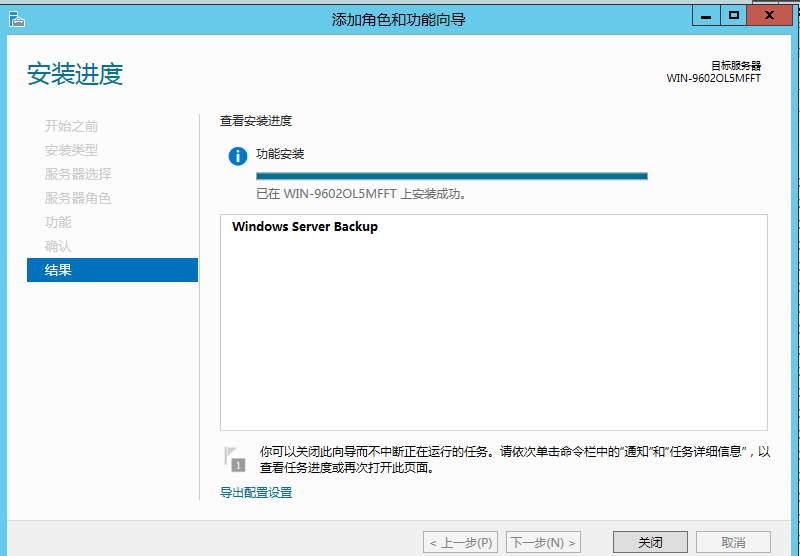 添加角色和功能向导
安装进度
目标服务器
WIN-9602OL5MFFT
开始之前
安装类型
服务器选择
服务器角色
功能
确认
结果
查看安装进度
功能安装
已在 WIN-9602OL5MFFT 上安装成功。
Windows Server Backup
1
你可以关闭此向导而不中断正在运行的任务。请依次单击命令栏中的"通知"和"任务详细信息"，以
查看任务进度或再次打开此页面。
导出配置设置
< 上一步(P)
下一步(N) >
关闭
取消